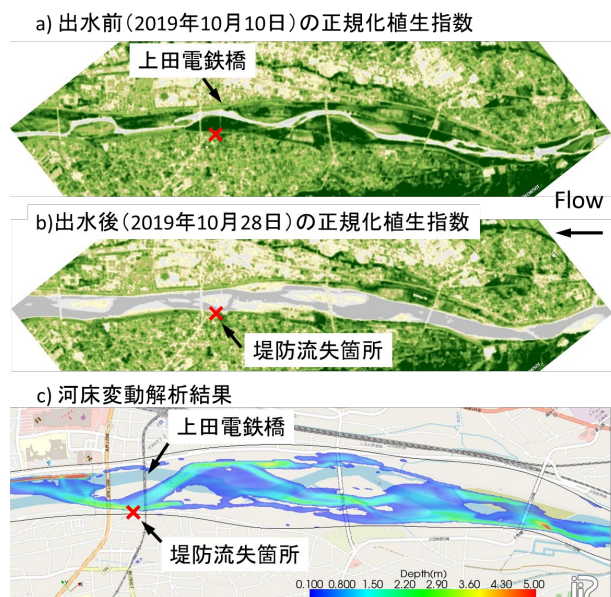 a) 出水前(2019年10月10日)の正規化植生指数
上田電鉄橋
Flow
b)出水後(2019年10月28日)の正規化植生指数
堤防流失箇所
c) 河床変動解析結果
上田電鉄橋
堤防流失箇所
Depth(m)
0.100 0.800 1.50 2.20 2.90 3.60 4.30 5.00